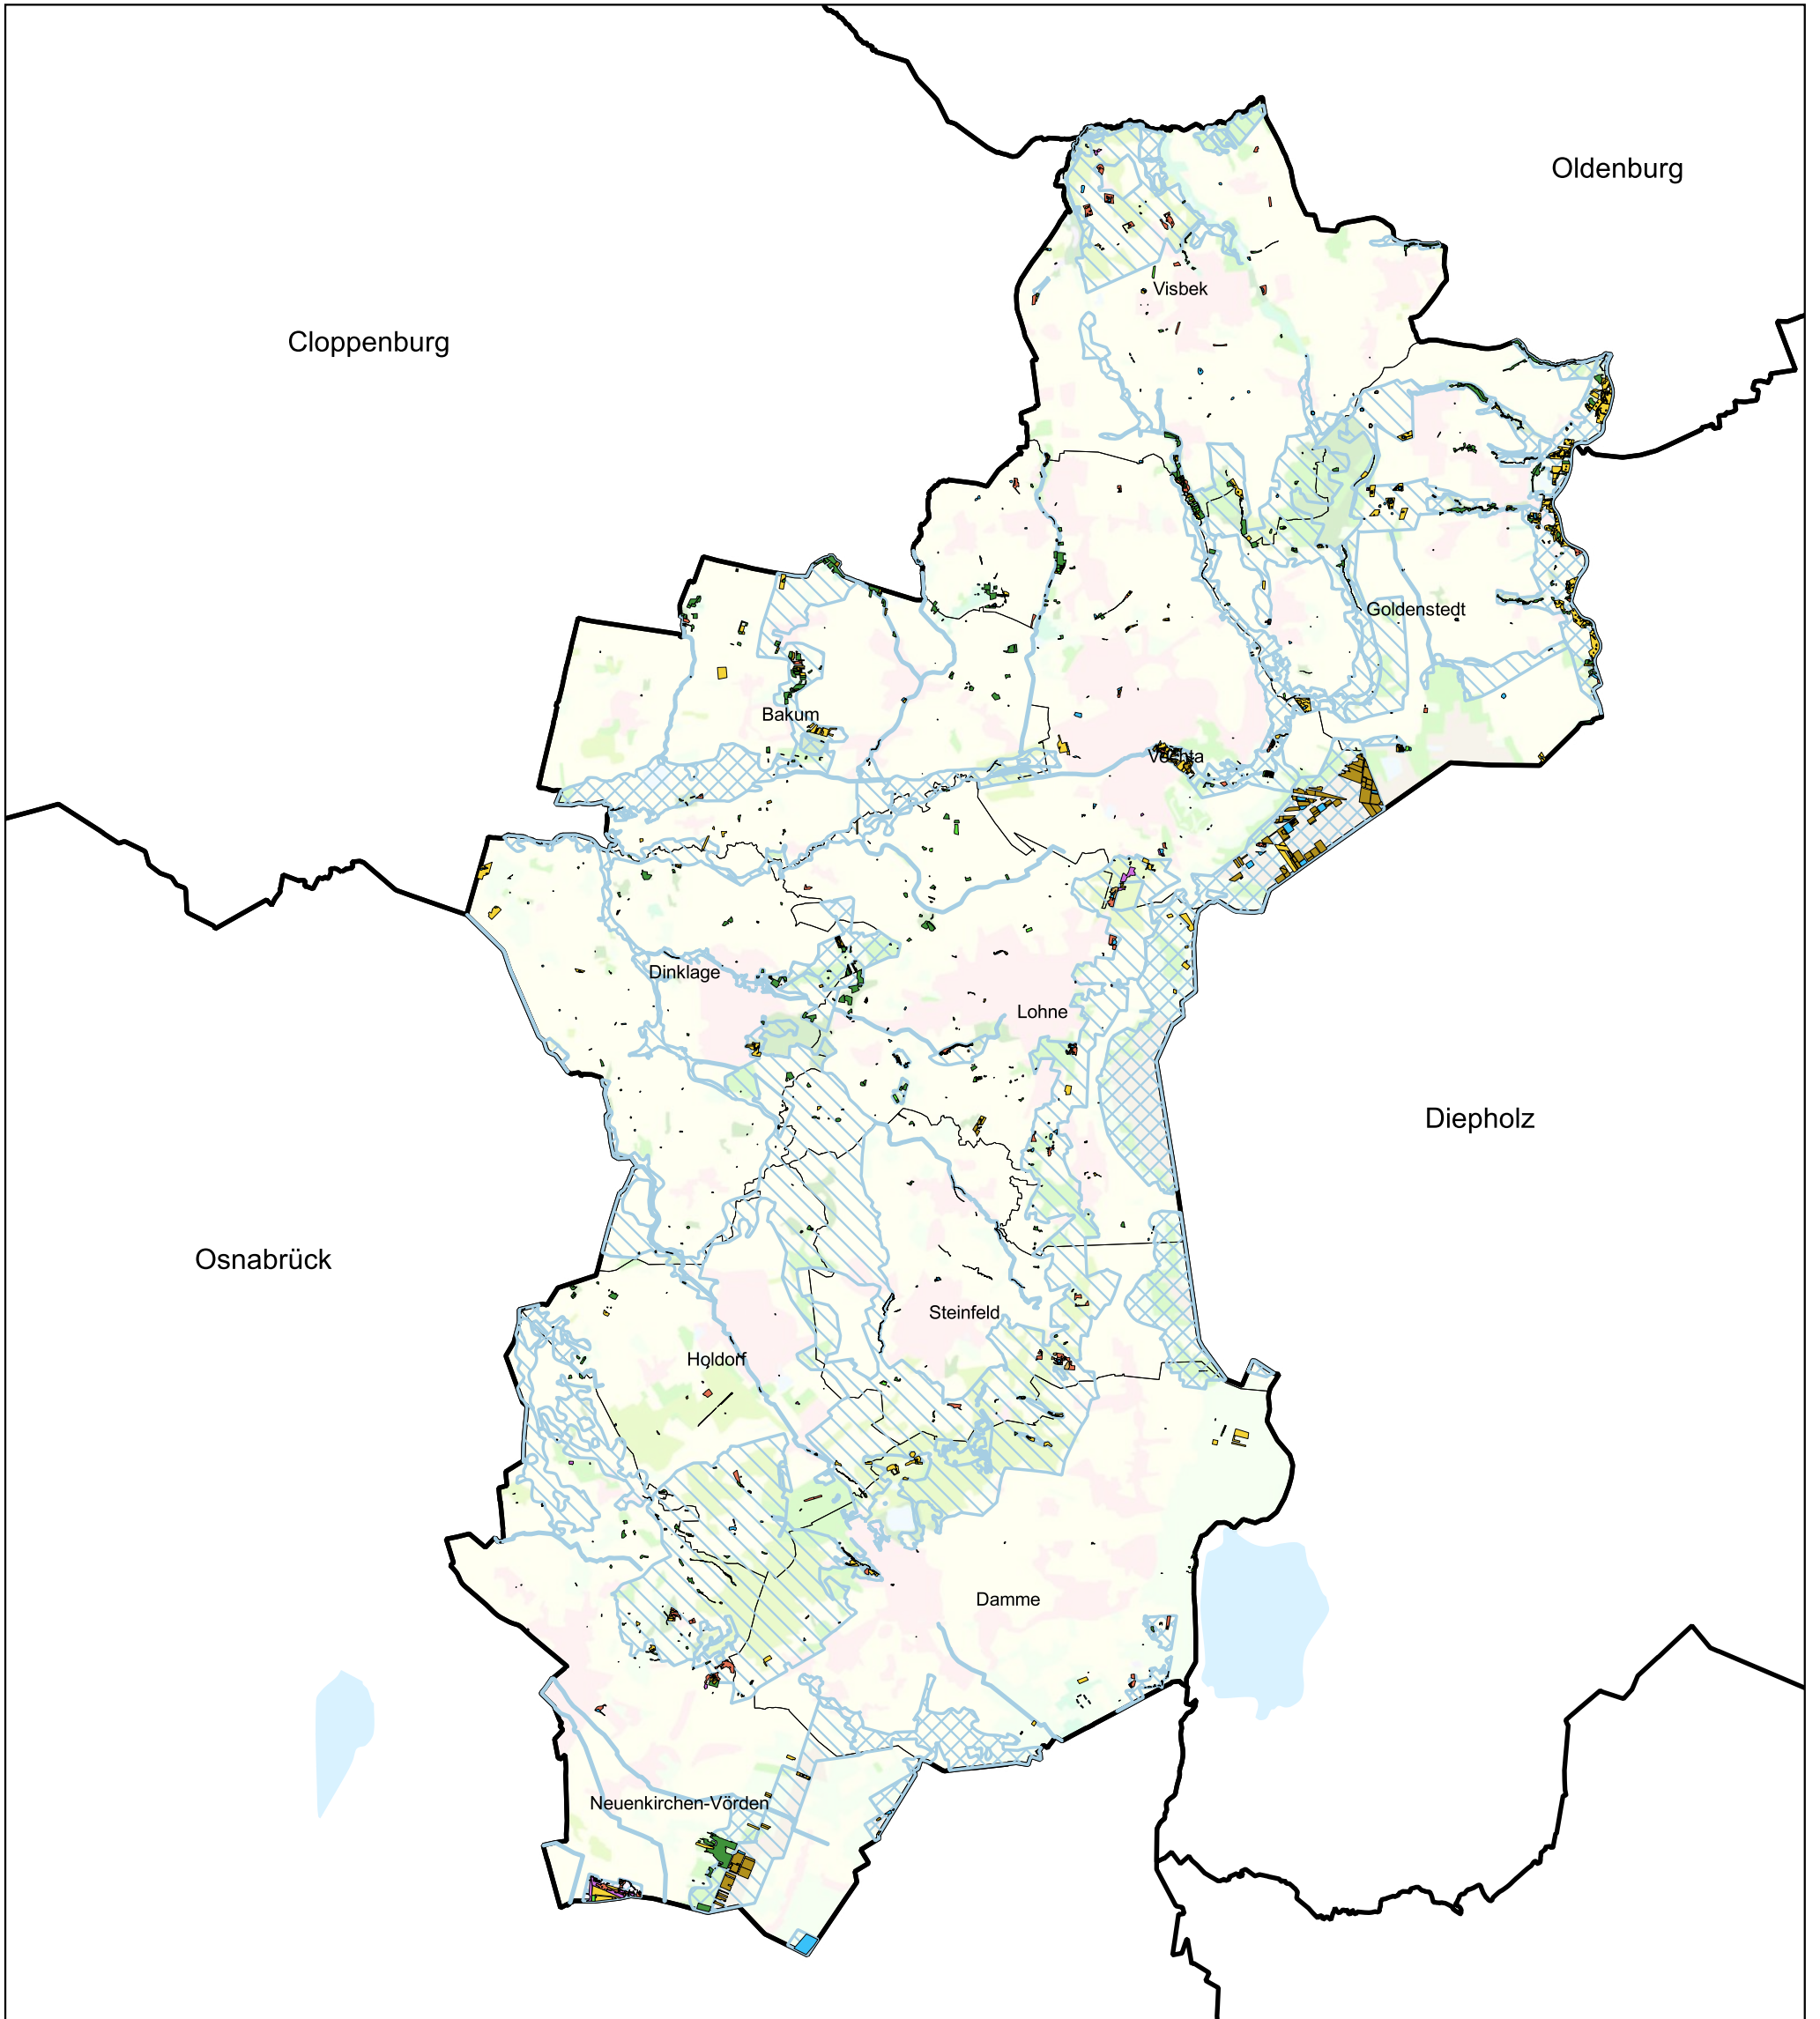 Oldenburg
Visbek
Cloppenburg
Goldenstedt
Bakum
Vechta
Dinklage
Lohne
Diepholz
Osnabrück
Steinfeld
Holdorf
Damme
Neuenkirchen-Vörden